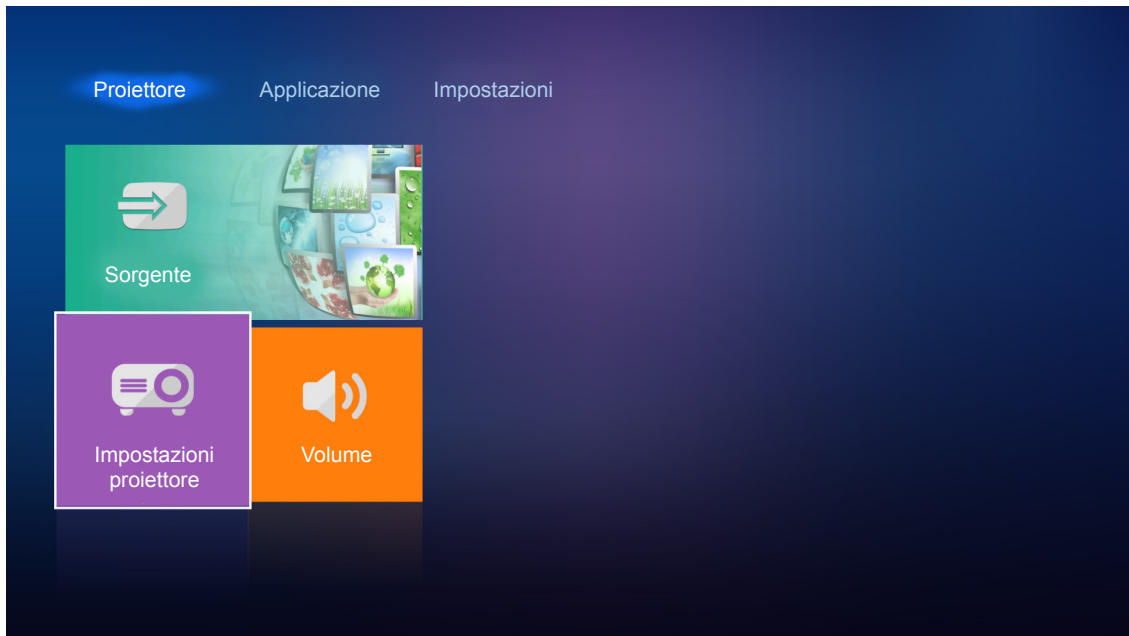 Proiettore
Applicazione
Impostazioni
Sorgente
Impostazioni
proiettore
Volume